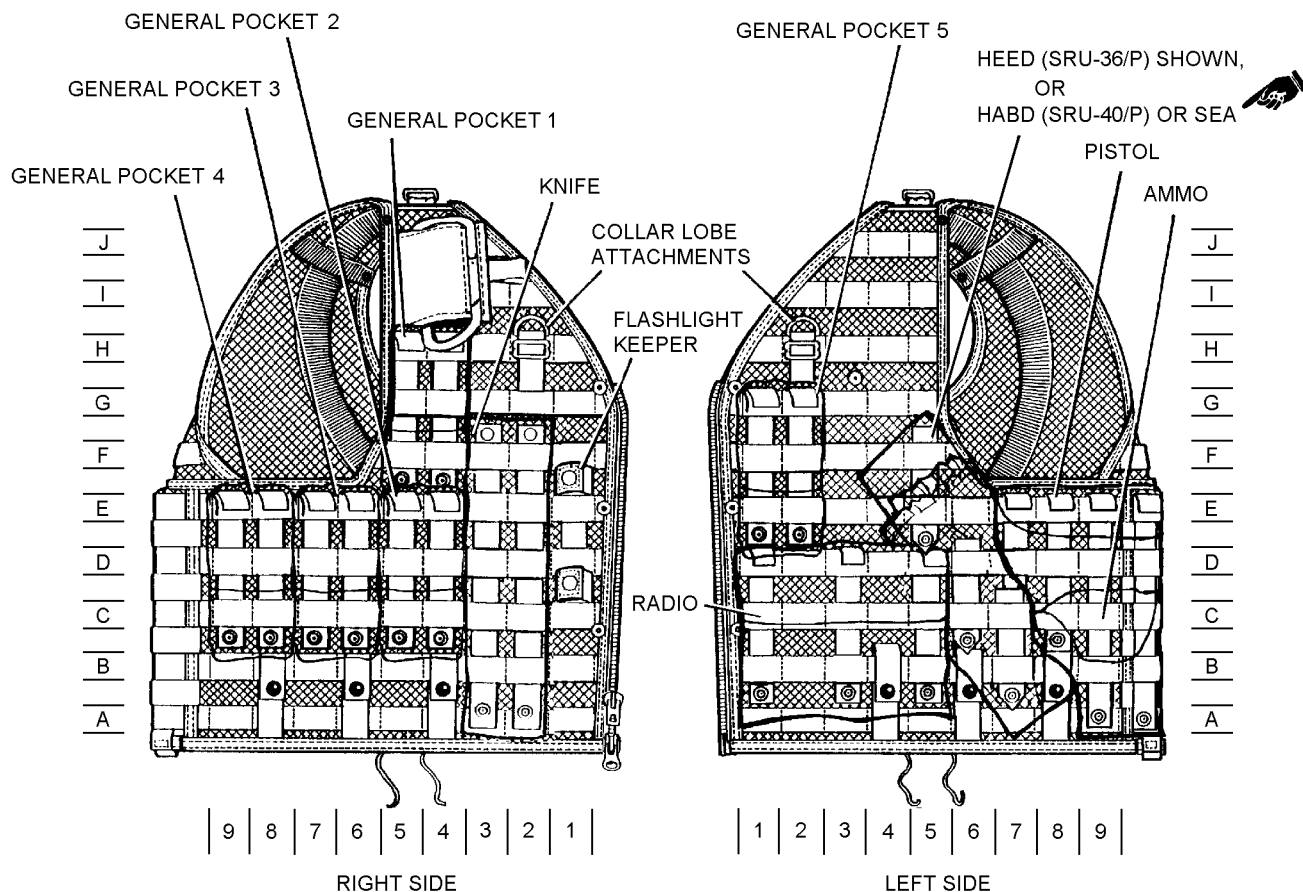 GENERAL POCKET 2
GENERAL POCKET 3
GENERAL POCKET 1
GENERAL POCKET 4
KNIFE
COLLAR LOBE
ATTACHMENTS
FLASHLIGHT
KEEPER
GENERAL POCKET 5
HEED (SRU-36/P) SHOWN,
OR
HABD (SRU-40/P) OR SEA
PISTOL
AMMO
RADIO
J
I
H
G
F
E
D
C
B
A
J
I
H
G
F
E
D
C
B
A
9 8 7 6 5 4 3 2 1
1 2 3 4 5 6 7 8 9
RIGHT SIDE
LEFT SIDE